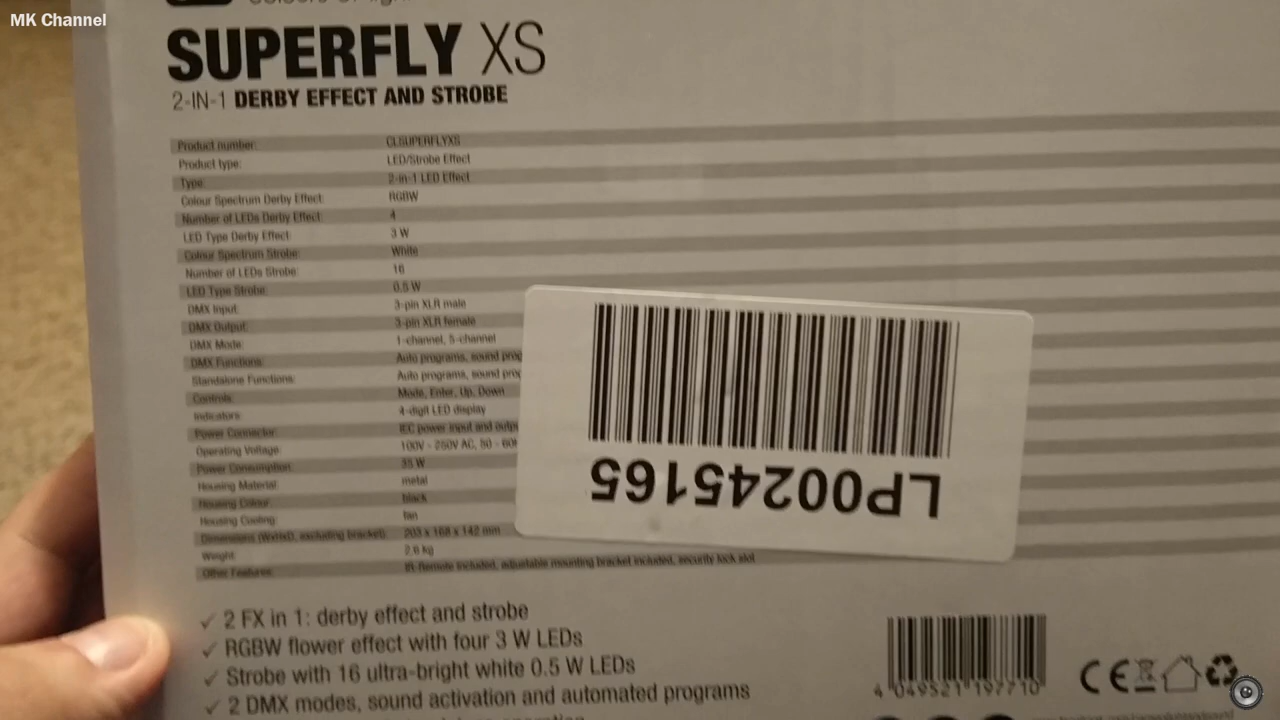 MK Channel
SUPERFLY XS
2-IN-1 DERBY EFFECT AND STROBE
Product number: CLSUPERFLYXS
Product type: LED/Strobe Effect
Type: 2-in-1 LED Effect
Colour Spectrum Derby Effect: RGBW
Number of LEDs Derby Effect: 4
LED Type Derby Effect: 3 W
Colour Spectrum Strobe: White
Number of LEDs Strobe: 16
LED Type Strobe: 0.5 W
DMX Input: 3-pin XLR male
DMX Output: 3-pin XLR female
DMX Mode: 1-channel, 5-channel
DMX Functions: Auto programs, sound prog
Standalone Functions: Auto programs, sound prog
Controls: Mode, Enter, Up, Down
Indicators: 4-digit LED display
Power Connector: IEC power input and outpu
Operating Voltage: 100V - 250V AC, 50 - 60
Power Consumption: 35 W
Housing Material: metal
Housing Colour: black
Housing Cooling: fan
Dimensions (WxHxD, excluding bracket): 203 x 168 x 142 mm
Weight: 2.6 kg
Other Features: IR-Remote included, adjustable mounting bracket included, security lock slot
LP00245165
✓ 2 FX in 1: derby effect and strobe
✓ RGBW flower effect with four 3 W LEDs
✓ Strobe with 16 ultra-bright white 0.5 W LEDs
✓ 2 DMX modes, sound activation and automated programs
4 049521 197710
CE